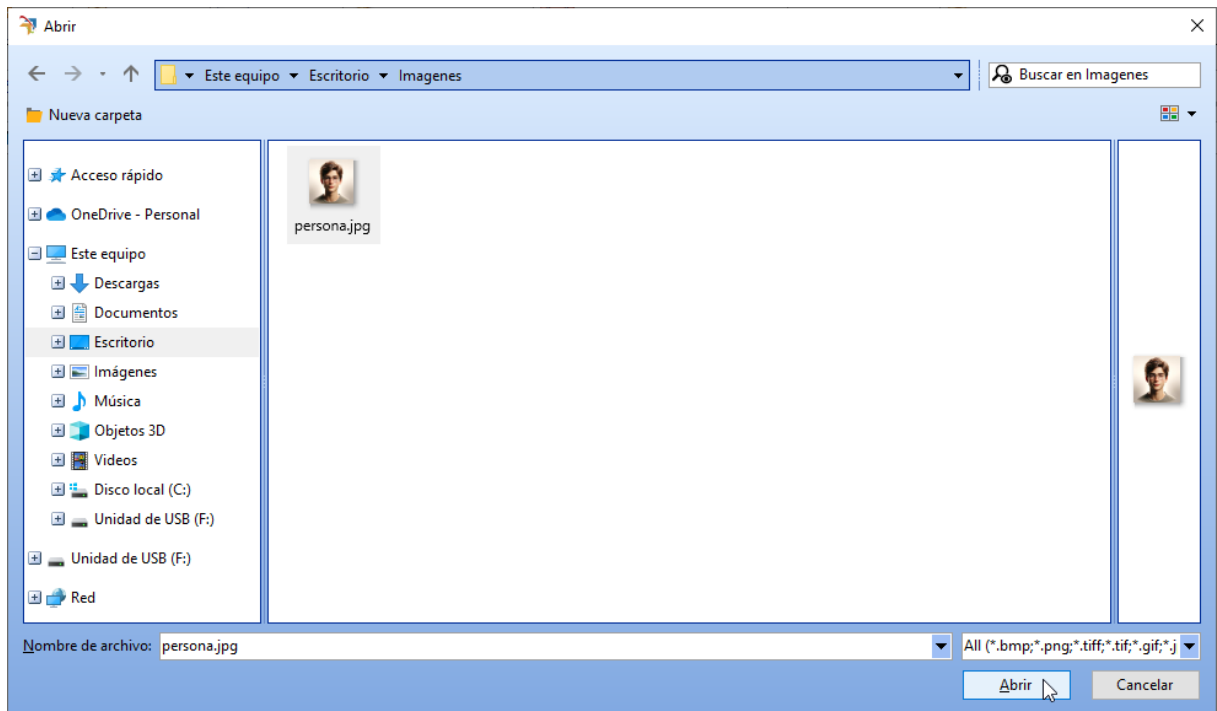 Abrir
Este equipo Escritorio Imagenes
Buscar en Imagenes
Nueva carpeta
Acceso rápido
OneDrive - Personal
Este equipo
Descargas
Documentos
Escritorio
Imágenes
Música
Objetos 3D
Videos
Disco local (C:)
Unidad de USB (F:)
Unidad de USB (F:)
Red
persona.jpg
Nombre de archivo: persona.jpg
All (*.bmp;*.png;*.tiff;*.tif;*.gif;*.j
Abrir Cancelar